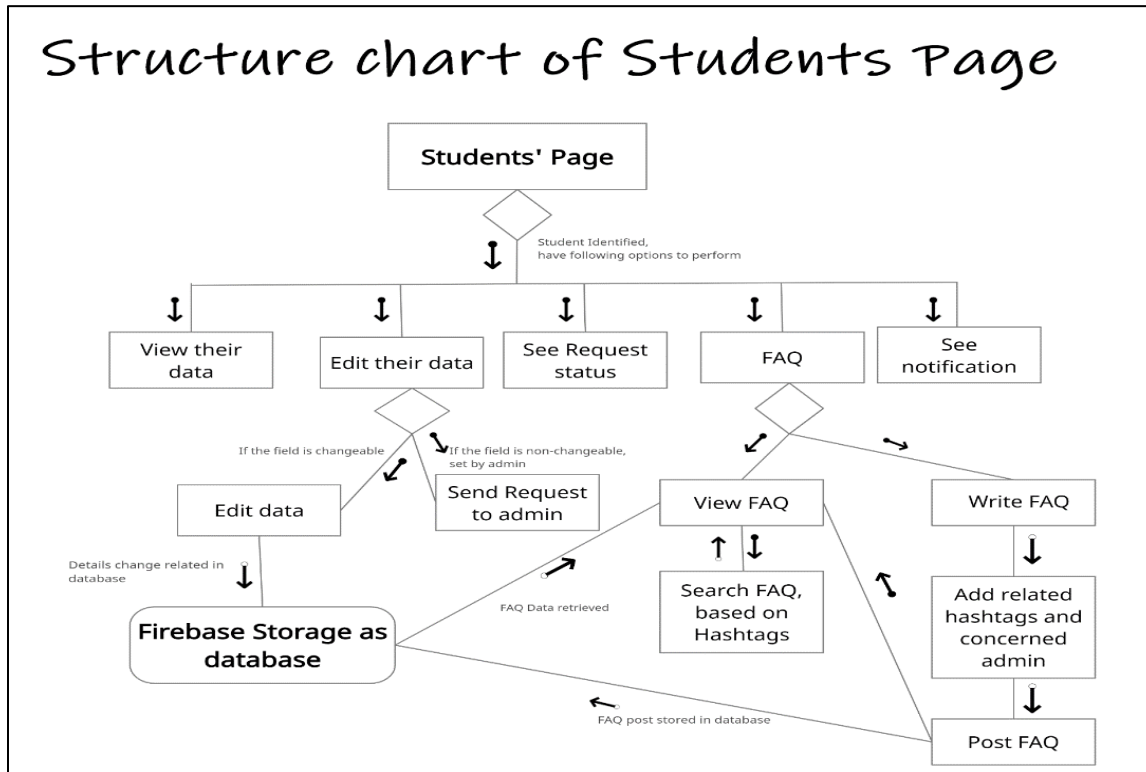 Structure chart of Students Page
Students' Page
Student Identified,
have following options to perform
View their
data
Edit their data
See Request
status
FAQ
See
notification
If the field is changeable
If the field is non-changeable,
set by admin
Edit data
Send Request
to admin
View FAQ
Write FAQ
Details change related in
database
FAQ Data retrieved
Search FAQ,
based on
Hashtags
Add related
hashtags and
concerned
admin
Firebase Storage as
database
FAQ post stored in database
Post FAQ